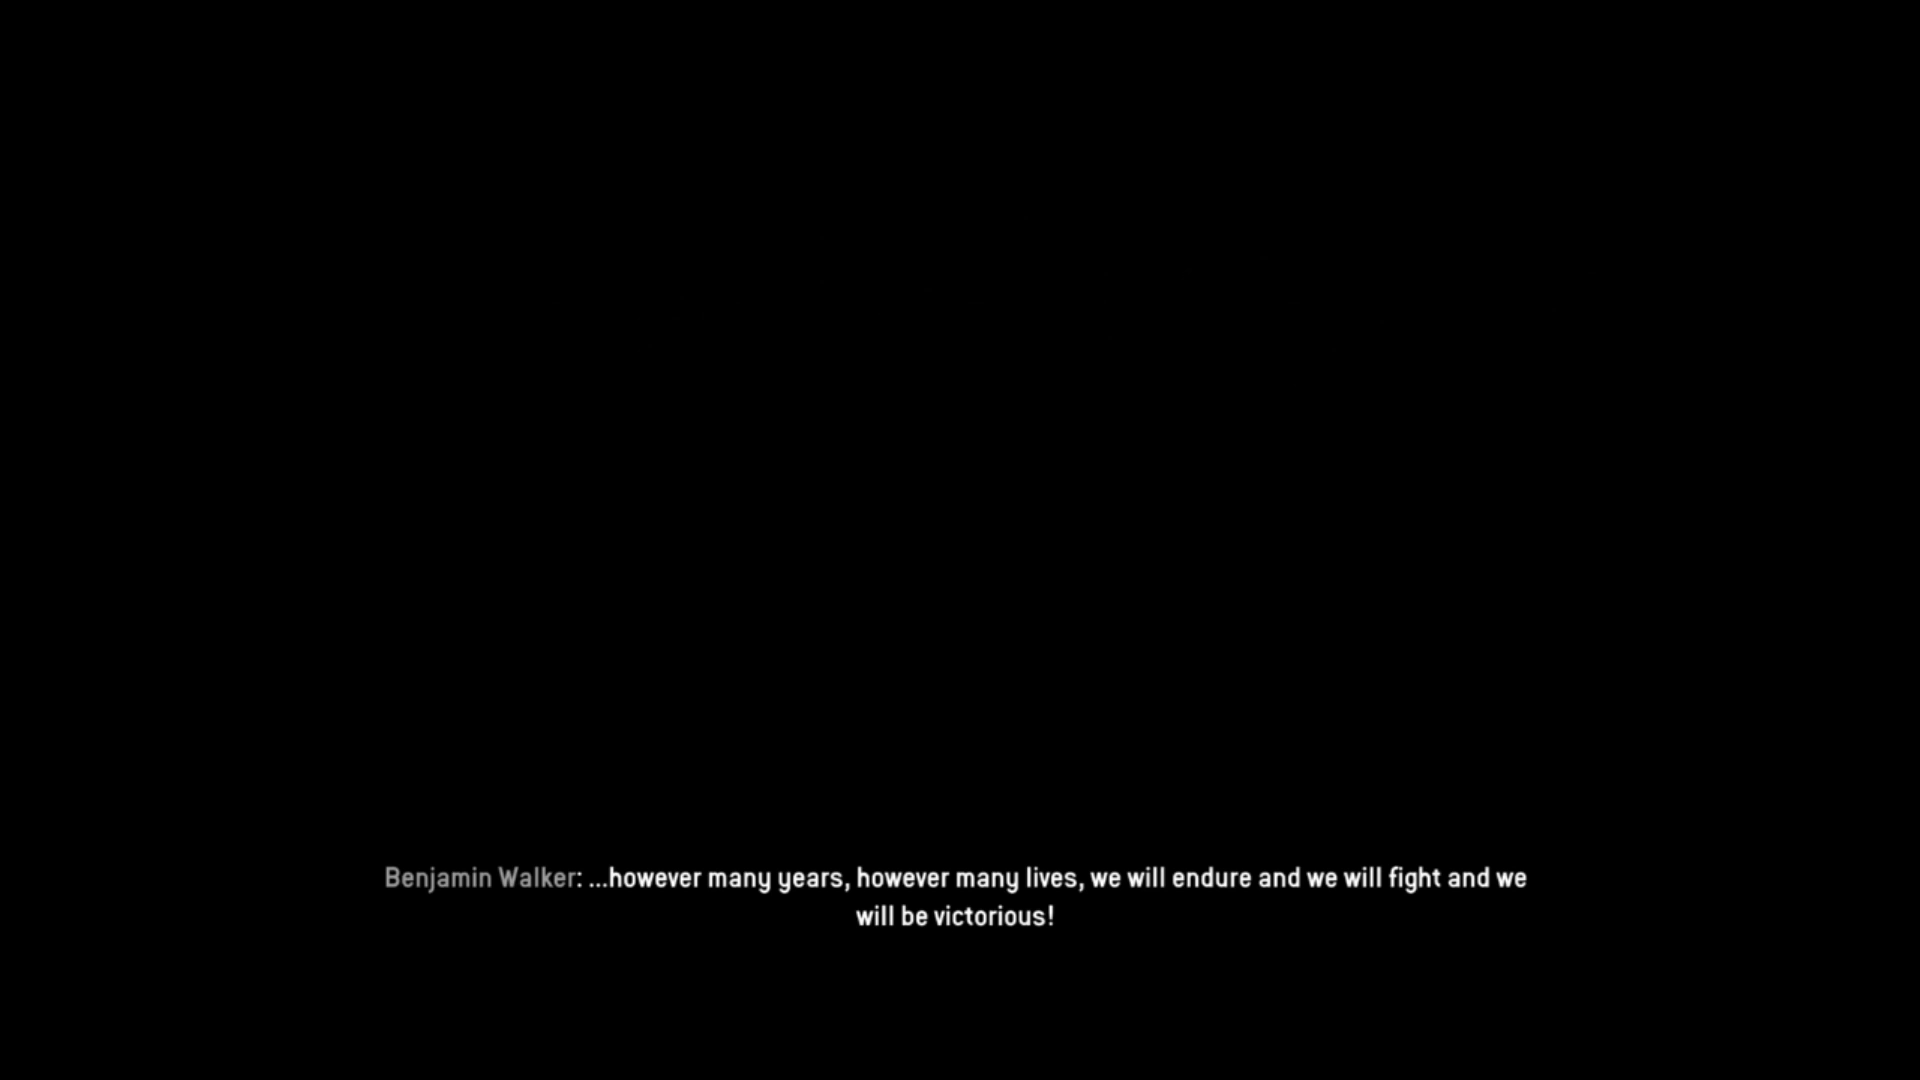 Benjamin Walker: ...however many years, however many lives, we will endure and we will fight and we
will be victorious!